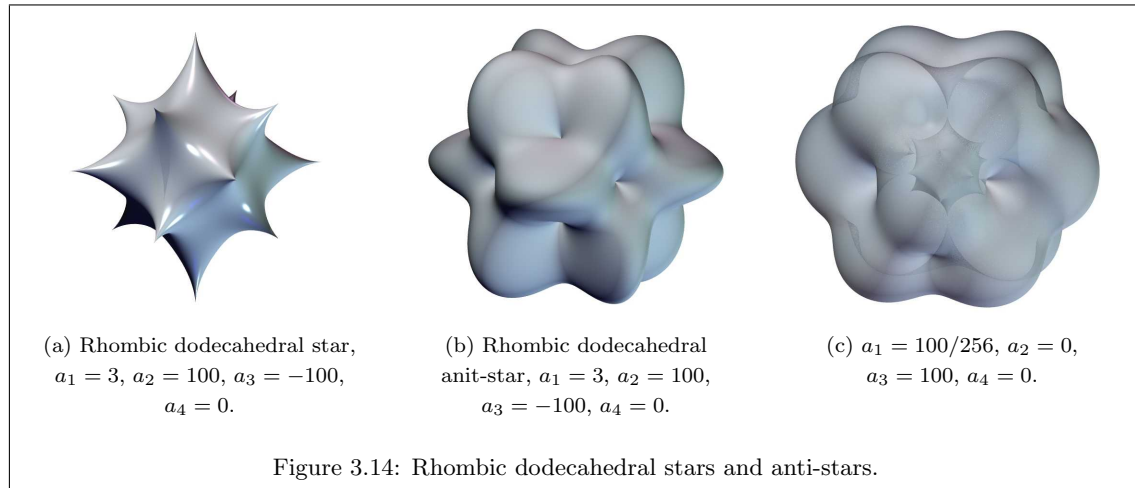 (a) Rhombic dodecahedral star,
a₁ = 3, a₂ = 100, a₃ = −100,
a₄ = 0.
(b) Rhombic dodecahedral
anit-star, a₁ = 3, a₂ = 100,
a₃ = −100, a₄ = 0.
(c) a₁ = 100/256, a₂ = 0,
a₃ = 100, a₄ = 0.
Figure 3.14: Rhombic dodecahedral stars and anti-stars.